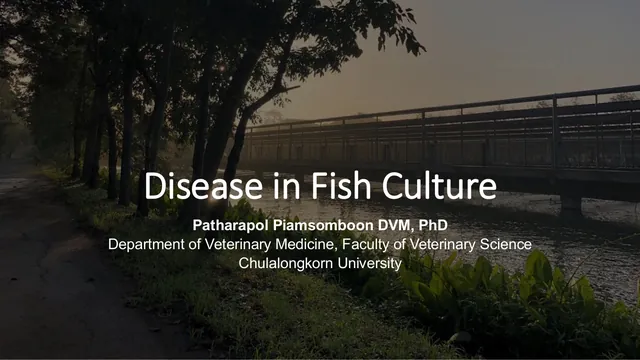 Disease in Fish Culture
Patharapol Piamsomboon DVM, PhD
Department of Veterinary Medicine, Faculty of Veterinary Science
Chulalongkorn University